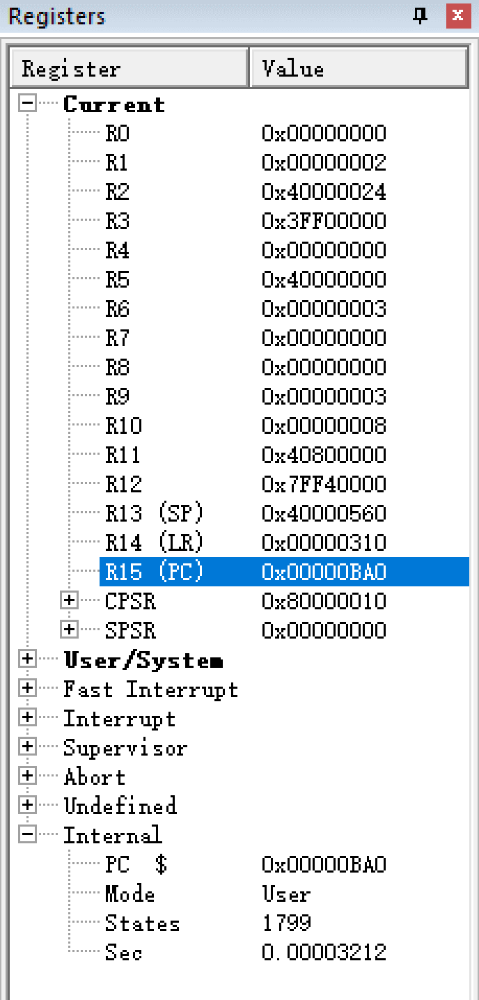 Registers
Register Value
Current
R0 0x00000000
R1 0x00000002
R2 0x40000024
R3 0x3FF00000
R4 0x00000000
R5 0x40000000
R6 0x00000003
R7 0x00000000
R8 0x00000000
R9 0x00000003
R10 0x00000008
R11 0x40800000
R12 0x7FF40000
R13 (SP) 0x40000560
R14 (LR) 0x00000310
R15 (PC) 0x00000BA0
CPSR 0x80000010
SPSR 0x00000000
User/System
Fast Interrupt
Interrupt
Supervisor
Abort
Undefined
Internal
PC $ 0x00000BA0
Mode User
States 1799
Sec 0.00003212